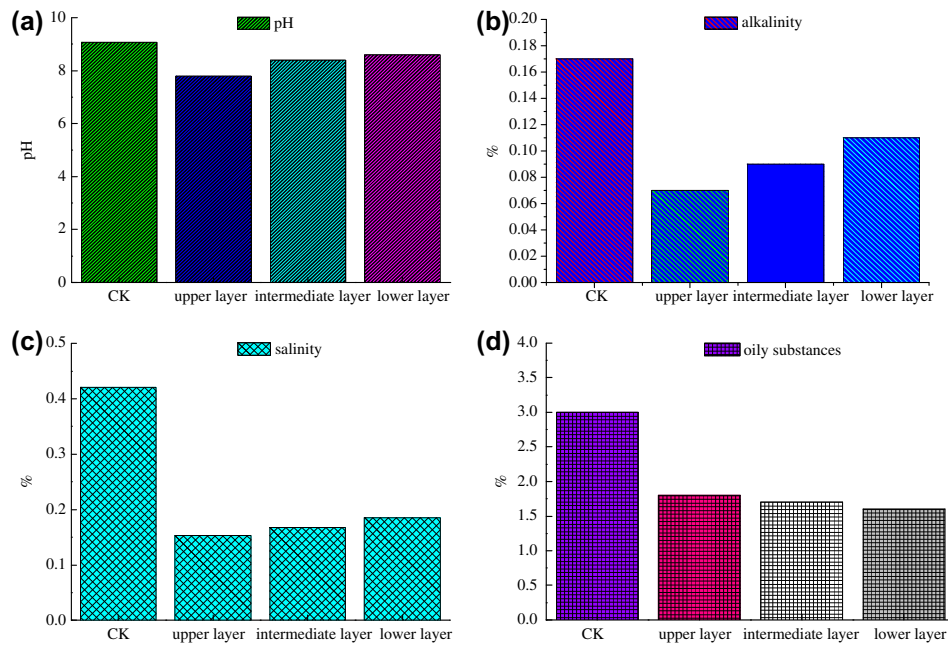 (a)
pH
10
8
6
4
2
0
pH
CK
upper layer
intermediate layer
lower layer
(b)
alkalinity
0.20
0.18
0.16
0.14
0.12
0.10
0.08
0.06
0.04
0.02
0.00
%
CK
upper layer
intermediate layer
lower layer
(c)
salinity
0.5
0.4
0.3
0.2
0.1
0.0
%
CK
upper layer
intermediate layer
lower layer
(d)
oily substances
4.0
3.5
3.0
2.5
2.0
1.5
1.0
0.5
0.0
%
CK
upper layer
intermediate layer
lower layer